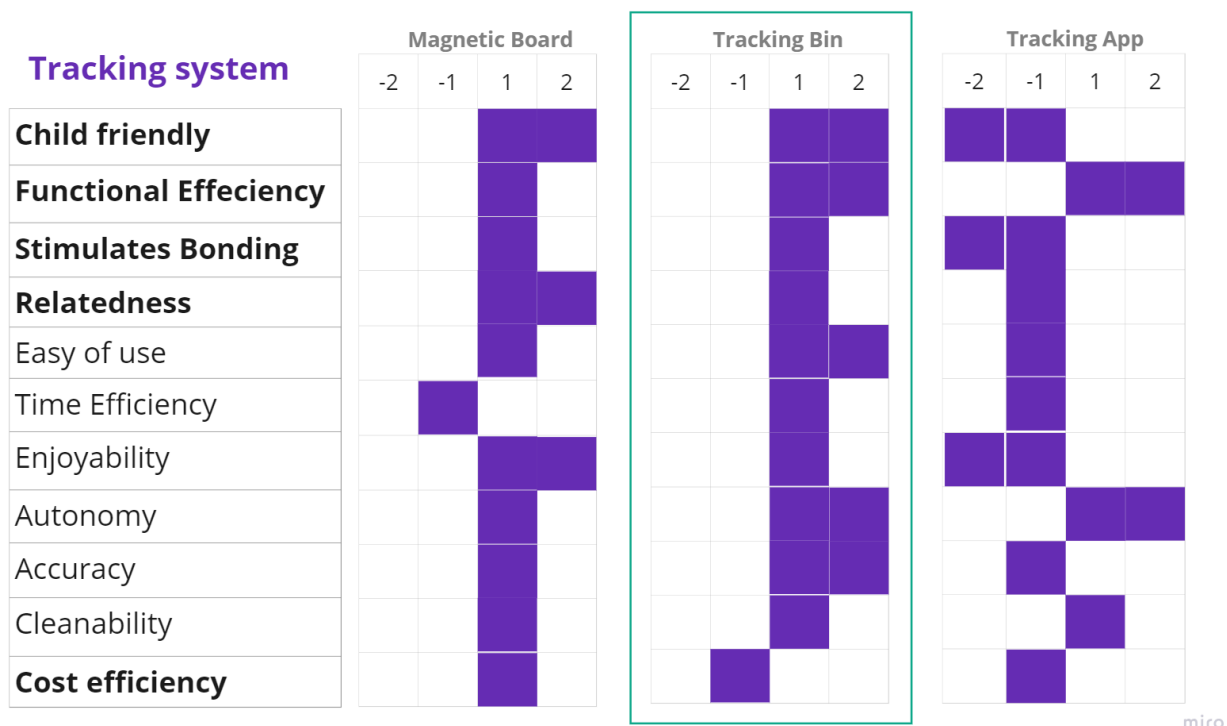 Magnetic Board Tracking Bin Tracking App
Tracking system
-2 -1 1 2 -2 -1 1 2 -2 -1 1 2
Child friendly
Functional Effeciency
Stimulates Bonding
Relatedness
Easy of use
Time Efficiency
Enjoyability
Autonomy
Accuracy
Cleanability
Cost efficiency
miro